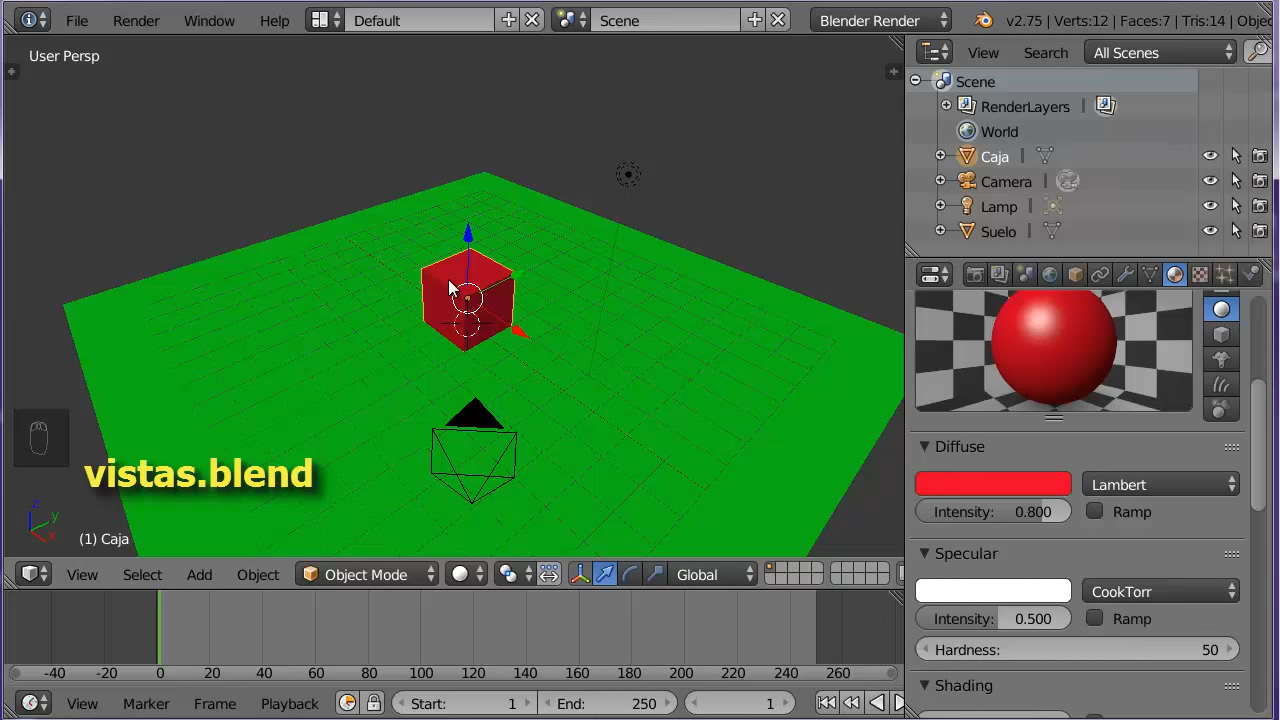 File Render Window Help Default Scene Blender Render v2.75 | Verts:12 | Faces:7 | Tris:14 | Objec
User Persp
View Search All Scenes
Scene
RenderLayers
World
Caja
Camera
Lamp
Suelo
Diffuse
Lambert
Intensity: 0.800 Ramp
Specular
CookTorr
Intensity: 0.500 Ramp
Hardness: 50
Shading
vistas.blend
z
y
x
(1) Caja
View Select Add Object Object Mode Global
-40 -20 0 20 40 60 80 100 120 140 160 180 200 220 240 260
View Marker Frame Playback Start: 1 End: 250 1